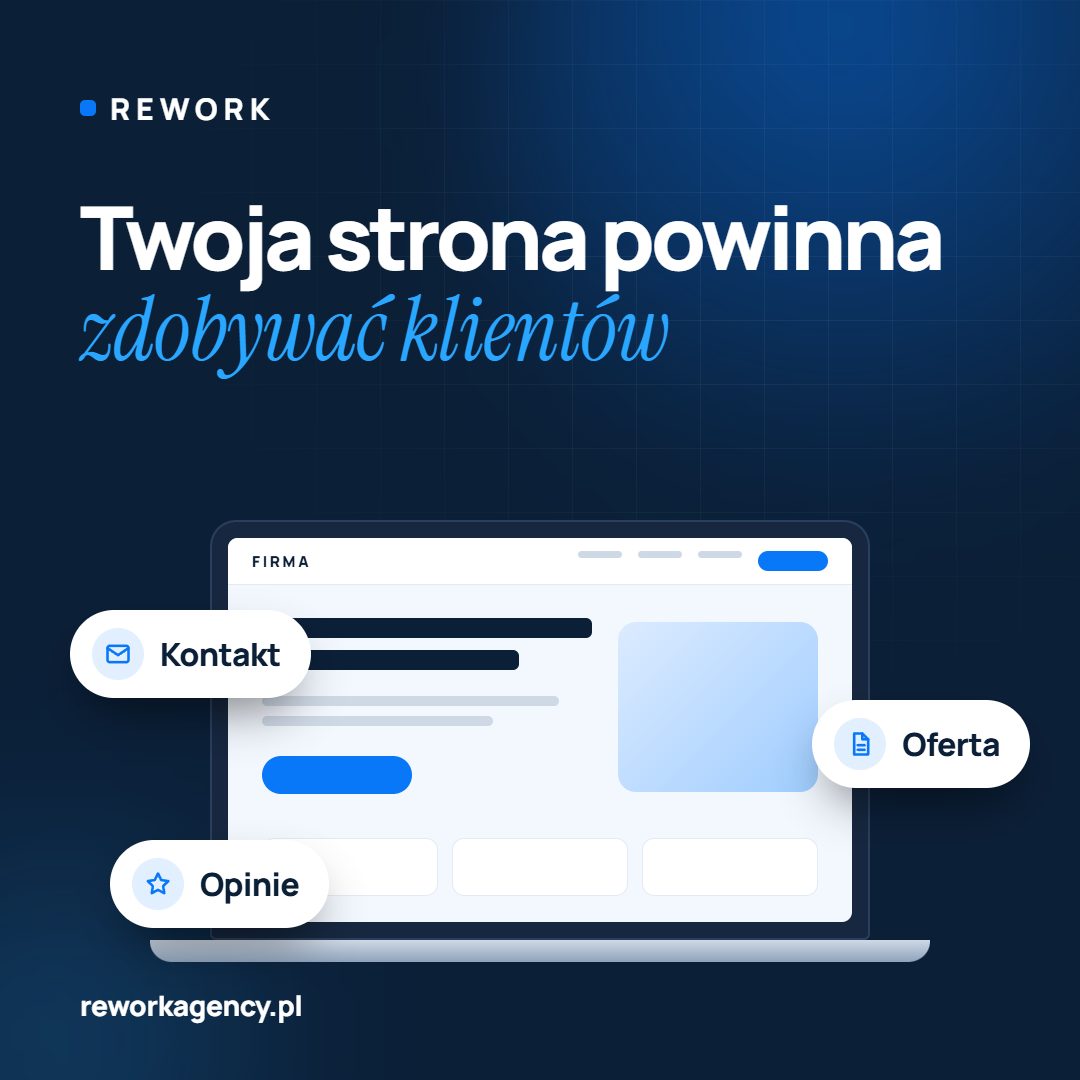 REWORK
Twoja strona powinna
zdobywać klientów
FIRMA
Kontakt
Oferta
Opinie
reworkagency.pl